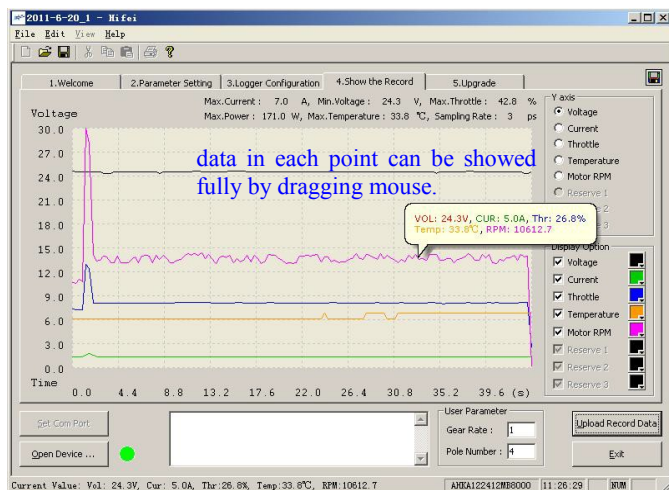 2011-6-20_1 - Hifei
File Edit View Help
1.Welcome 2.Parameter Setting 3.Logger Configuration 4.Show the Record 5.Upgrade
Max.Current : 7.0 A, Min.Voltage : 24.3 V, Max.Throttle : 42.8 %
Max.Power : 171.0 W, Max.Temperature : 33.8 ℃, Sampling Rate : 3 ps
Voltage
30.0
27.0
24.0
21.0
18.0
15.0
12.0
9.0
6.0
3.0
0.0
Time
0.0 4.4 8.8 13.2 17.6 22.0 26.4 30.8 35.2 39.6 (s)
data in each point can be showed
fully by dragging mouse.
VOL: 24.3V, CUR: 5.0A, Thr: 26.8%
Temp: 33.8℃, RPM: 10612.7
Y axis
Voltage
Current
Throttle
Temperature
Motor RPM
Reserve 1
2
3
Display Option
Voltage
Current
Throttle
Temperature
Motor RPM
Reserve 1
Reserve 2
Reserve 3
Set Com Port
Open Device ...
User Parameter
Gear Rate : 1
Pole Number : 4
Upload Record Data
Exit
Current Value: Vol: 24.3V, Cur: 5.0A, Thr:26.8%, Temp:33.8℃, RPM:10612.7 AHKA122412MB8000 11:26:29 NUM